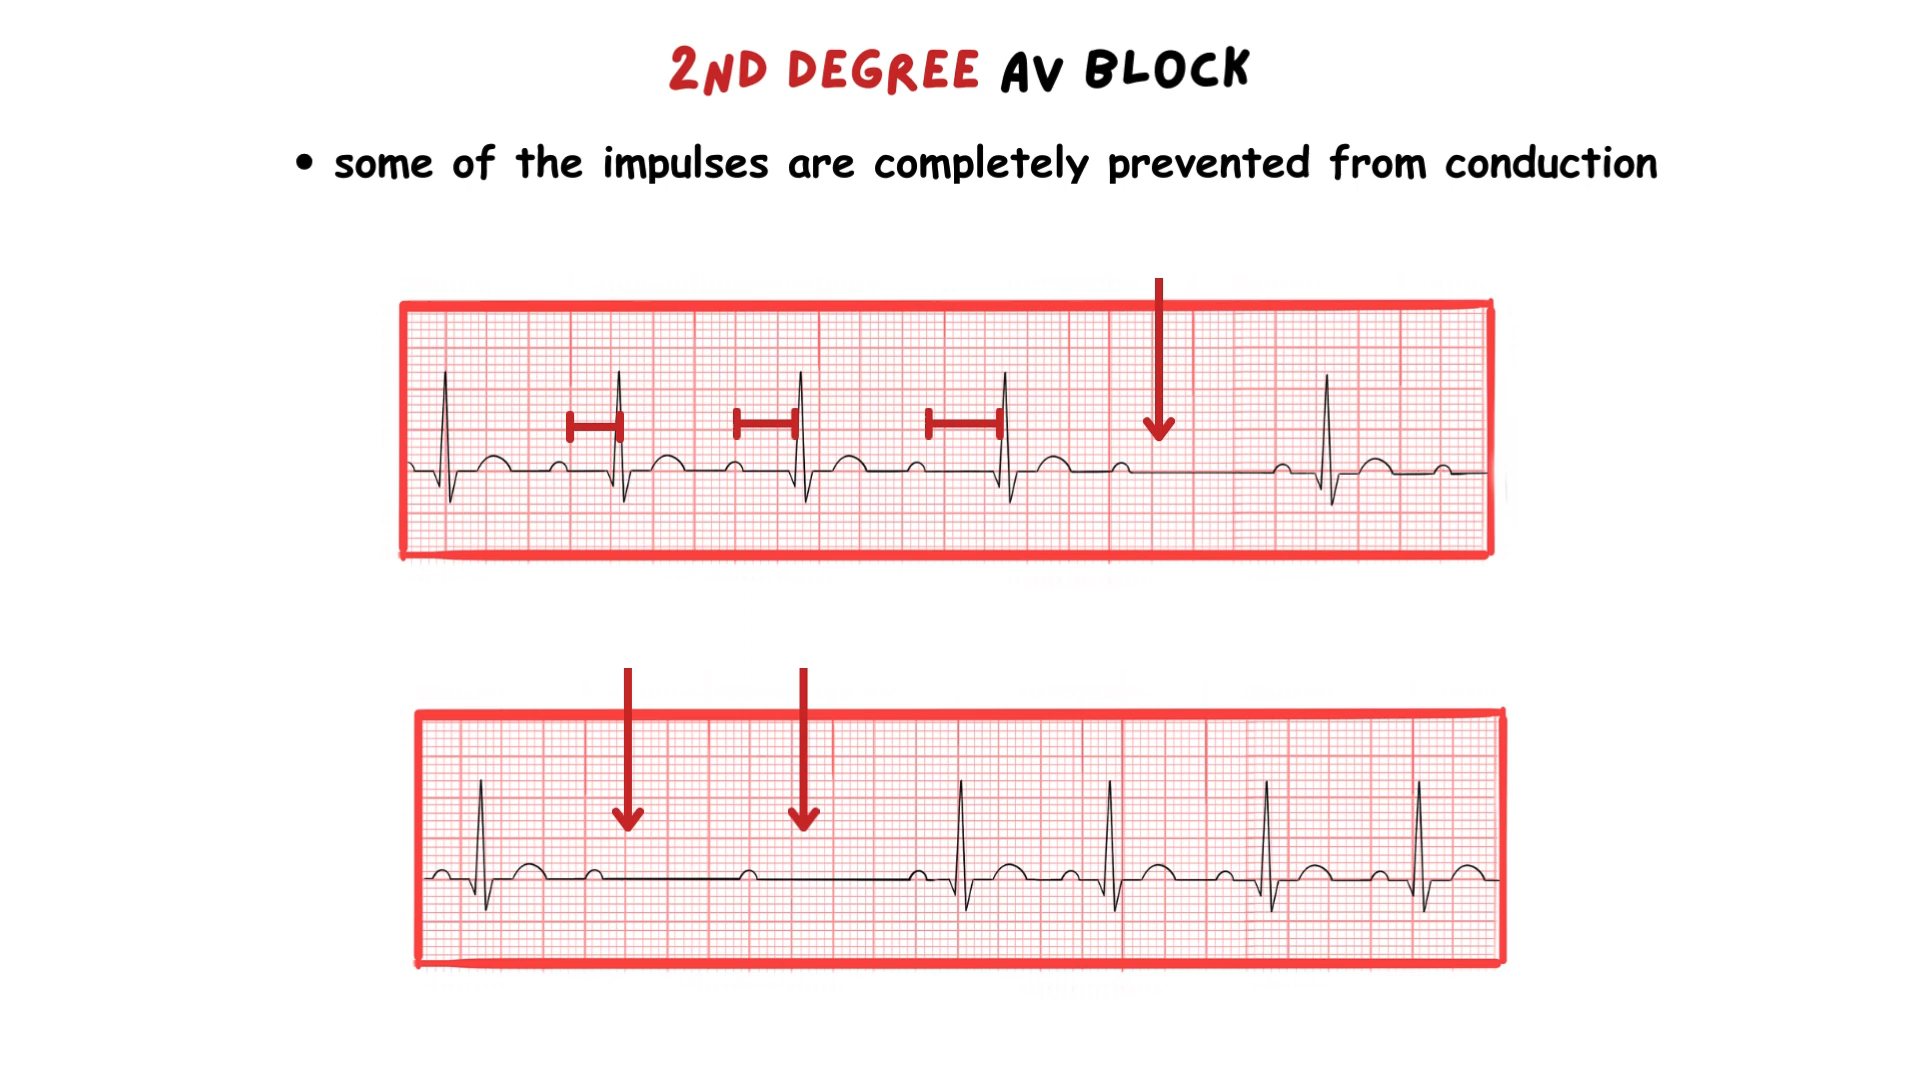 2ND DEGREE AV BLOCK
• some of the impulses are completely prevented from conduction